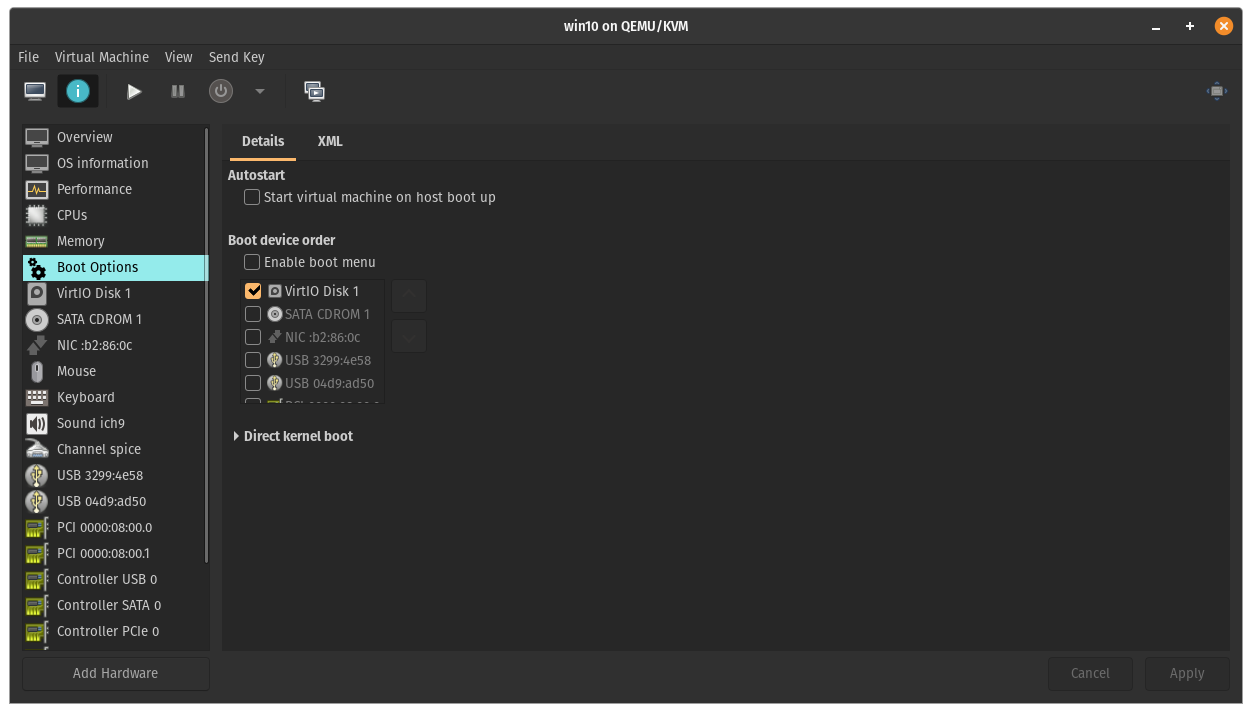 win10 on QEMU/KVM
File Virtual Machine View Send Key
Overview
OS information
Performance
CPUs
Memory
Boot Options
VirtIO Disk 1
SATA CDROM 1
NIC :b2:86:0c
Mouse
Keyboard
Sound ich9
Channel spice
USB 3299:4e58
USB 04d9:ad50
PCI 0000:08:00.0
PCI 0000:08:00.1
Controller USB 0
Controller SATA 0
Controller PCIe 0
Add Hardware
Details XML
Autostart
Start virtual machine on host boot up
Boot device order
Enable boot menu
VirtIO Disk 1
SATA CDROM 1
NIC :b2:86:0c
USB 3299:4e58
USB 04d9:ad50
Direct kernel boot
Cancel Apply